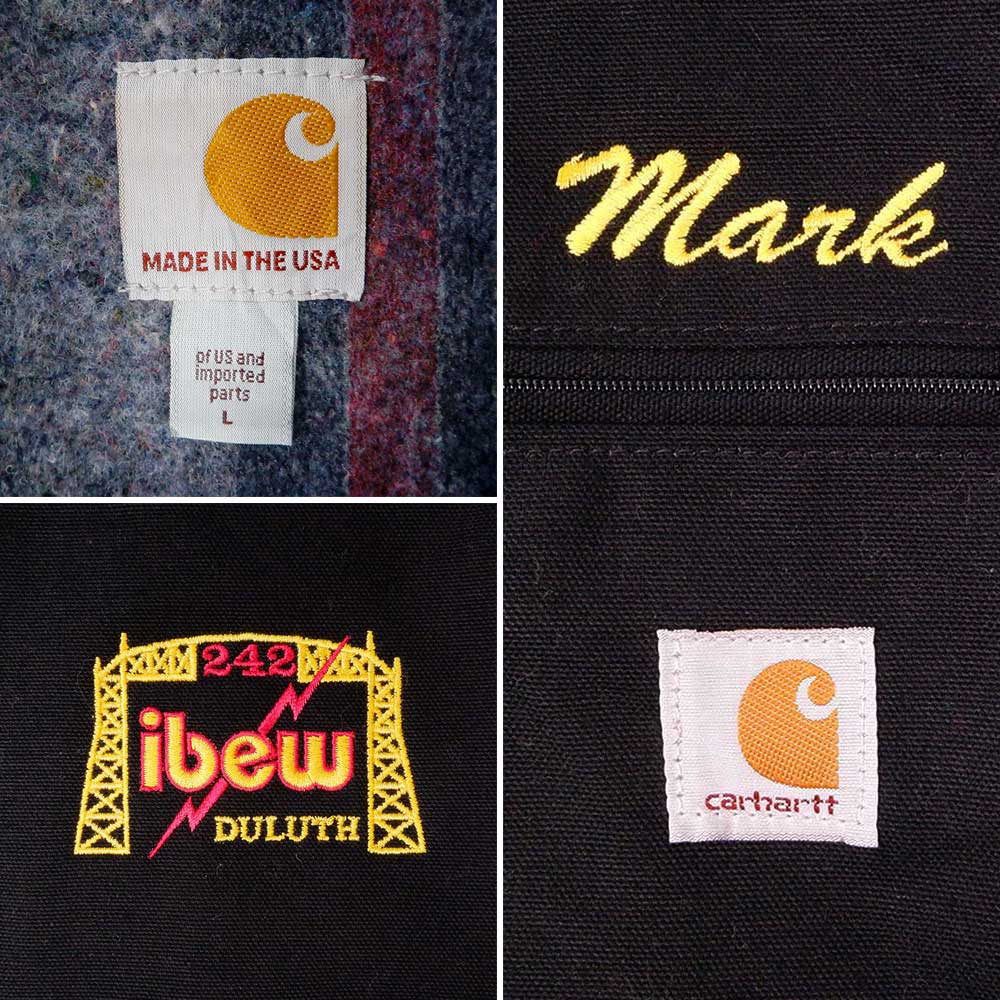 MADE IN THE USA
of US and
imported
parts
L
Mark
242
ibew
DULUTH
carhartt